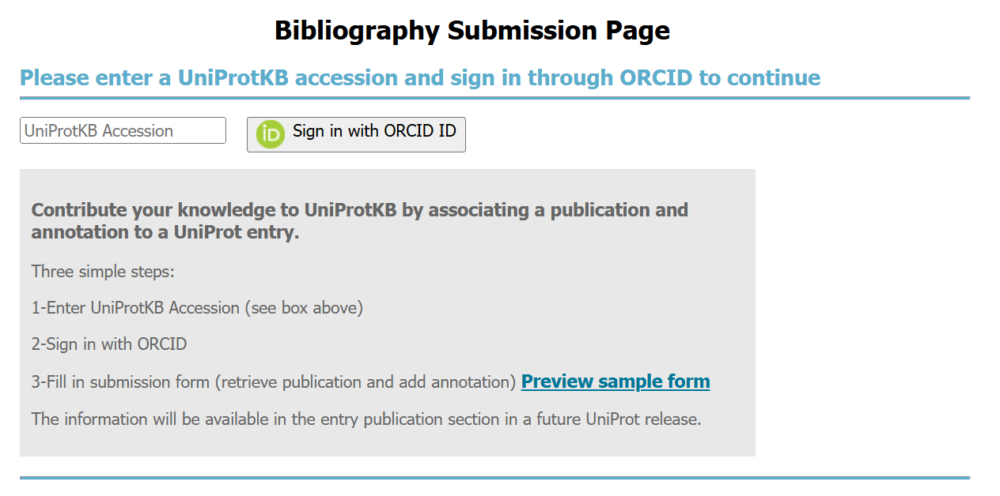 Bibliography Submission Page
Please enter a UniProtKB accession and sign in through ORCID to continue
UniProtKB Accession
iD Sign in with ORCID ID
Contribute your knowledge to UniProtKB by associating a publication and
annotation to a UniProt entry.
Three simple steps:
1-Enter UniProtKB Accession (see box above)
2-Sign in with ORCID
3-Fill in submission form (retrieve publication and add annotation) Preview sample form
The information will be available in the entry publication section in a future UniProt release.